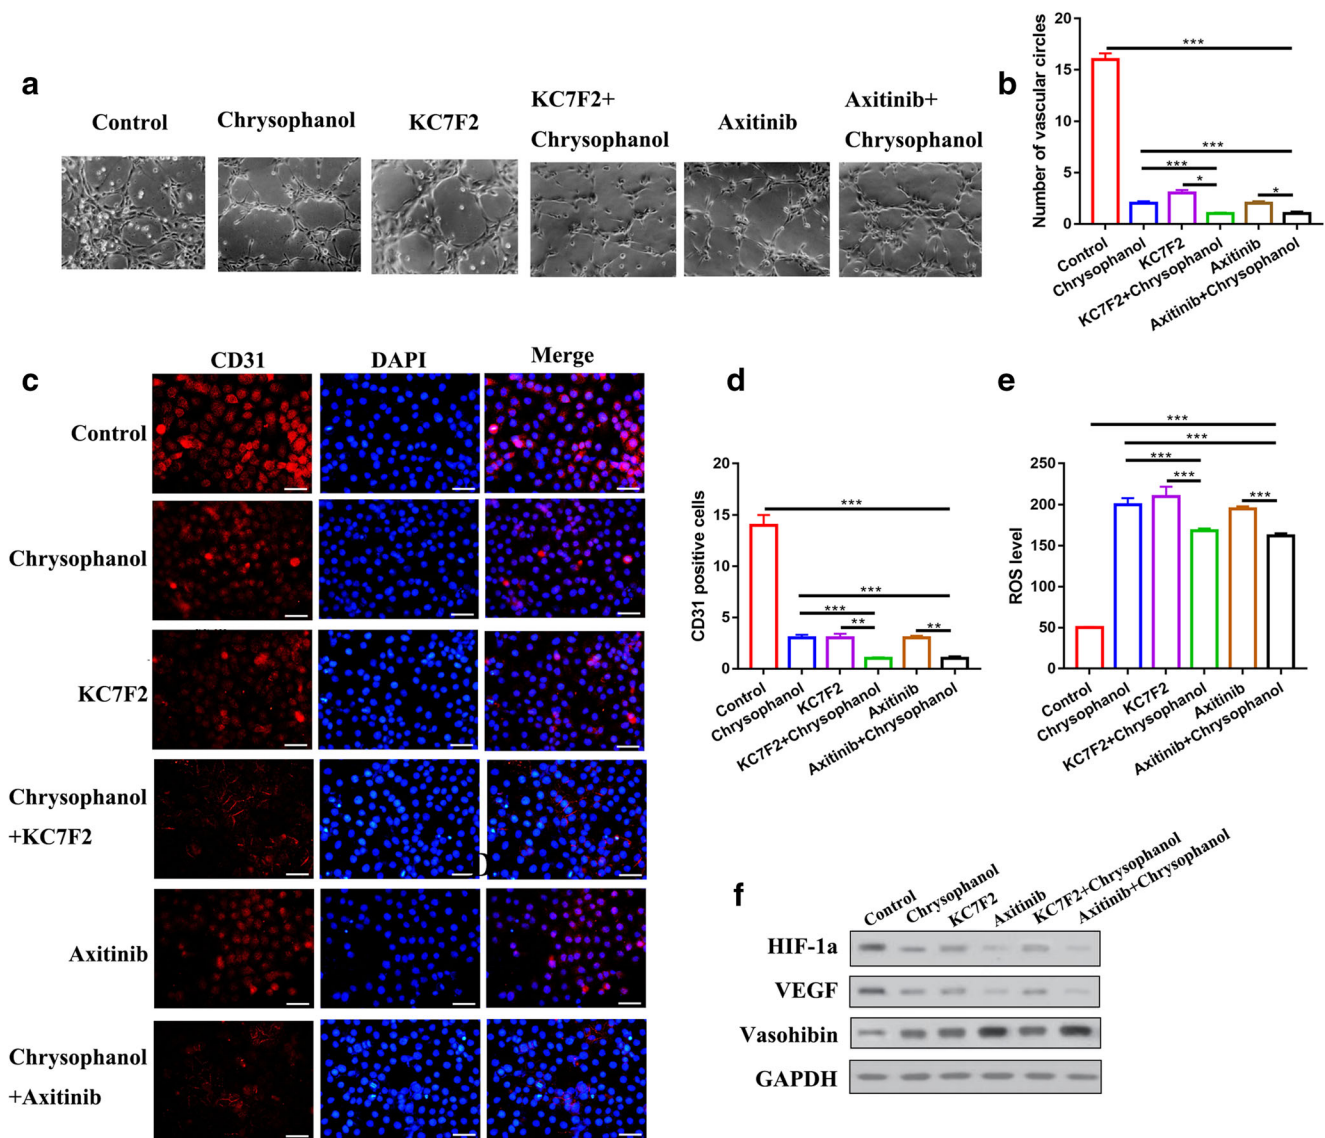 a
Control
Chrysophanol
KC7F2
KC7F2+
Chrysophanol
Axitinib
Axitinib+
Chrysophanol
b
Number of vascular circles
20
15
10
5
0
***
***
***
*
*
Control
Chrysophanol
KC7F2
KC7F2+Chrysophanol
Axitinib
Axitinib+Chrysophanol
c
CD31
DAPI
Merge
Control
Chrysophanol
KC7F2
Chrysophanol
+KC7F2
Axitinib
Chrysophanol
+Axitinib
d
CD31 positive cells
20
15
10
5
0
***
***
***
**
**
Control
Chrysophanol
KC7F2
KC7F2+Chrysophanol
Axitinib
Axitinib+Chrysophanol
e
ROS level
250
200
150
100
50
0
***
***
***
***
***
Control
Chrysophanol
KC7F2
KC7F2+Chrysophanol
Axitinib
Axitinib+Chrysophanol
f
Control
Chrysophanol
KC7F2
Axitinib
KC7F2+Chrysophanol
Axitinib+Chrysophanol
HIF-1a
VEGF
Vasohibin
GAPDH